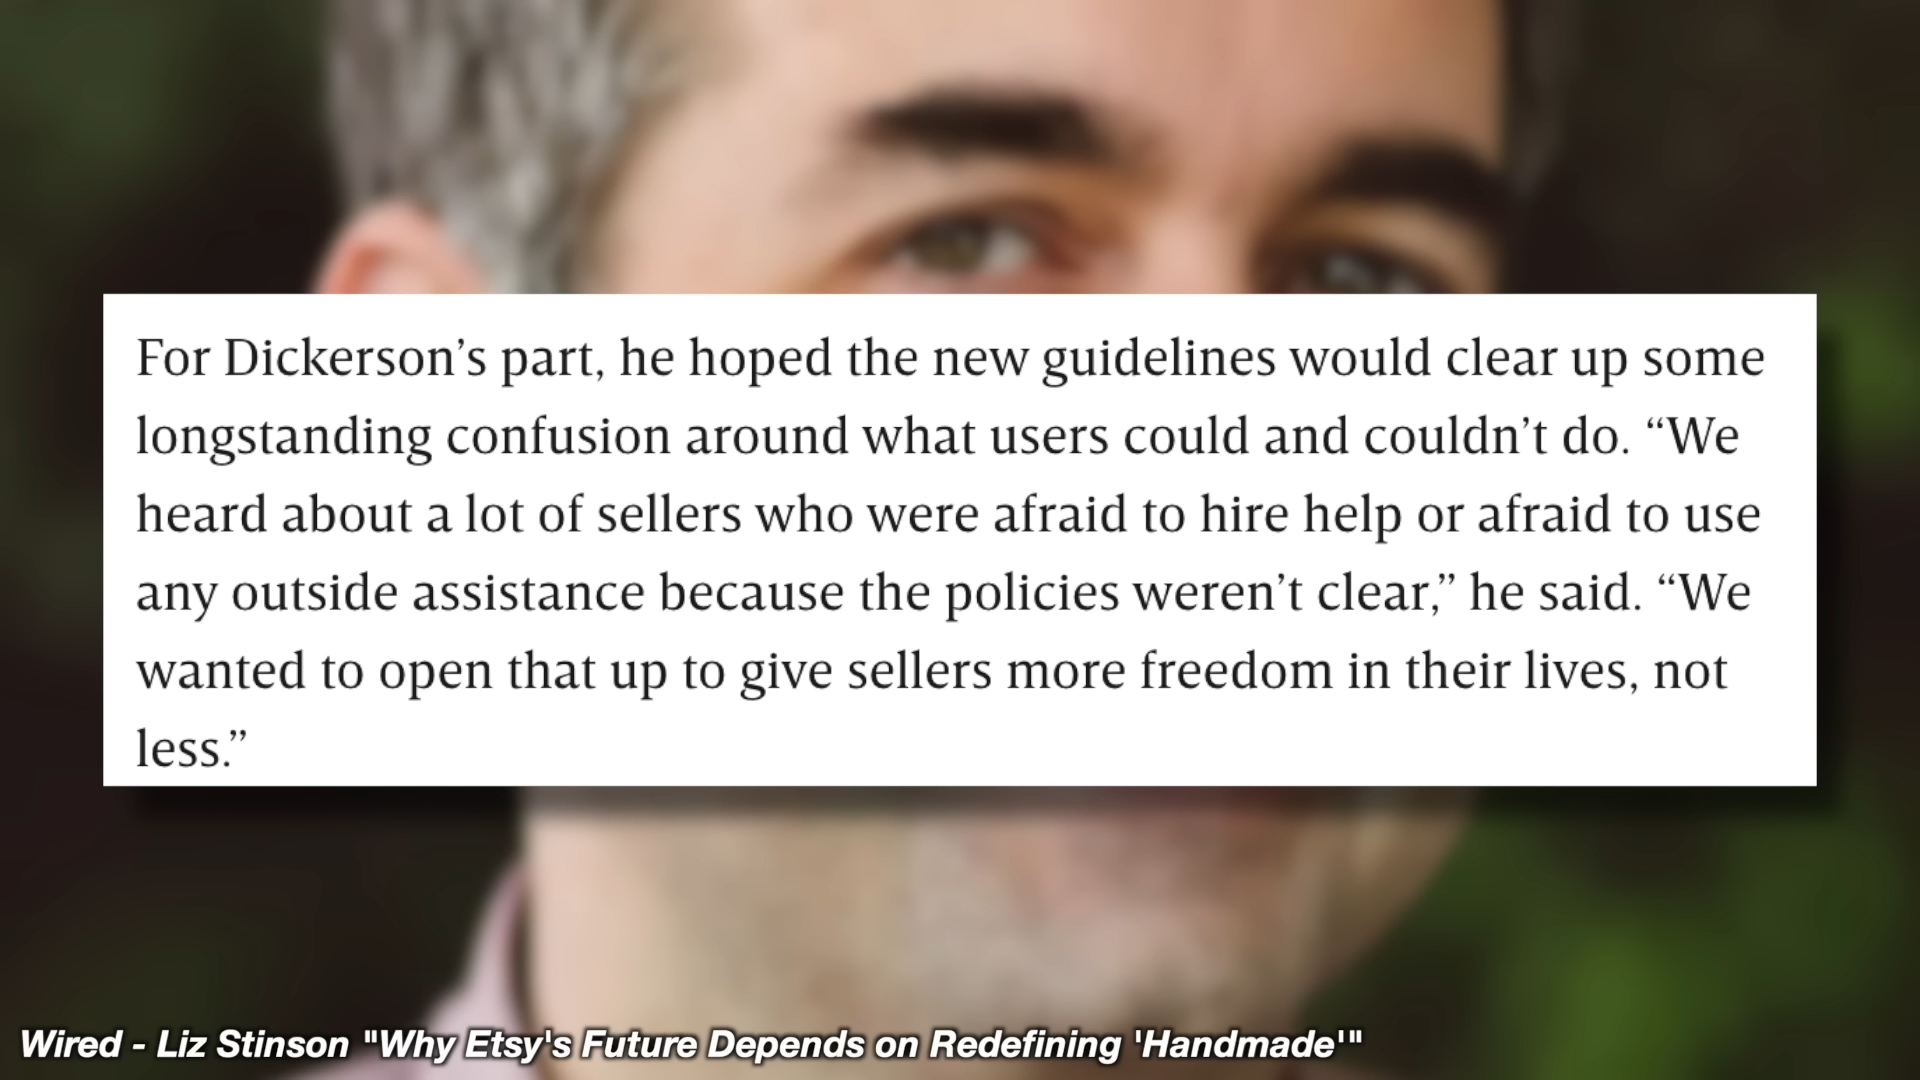 For Dickerson’s part, he hoped the new guidelines would clear up some
longstanding confusion around what users could and couldn’t do. “We
heard about a lot of sellers who were afraid to hire help or afraid to use
any outside assistance because the policies weren’t clear,” he said. “We
wanted to open that up to give sellers more freedom in their lives, not
less.”
Wired - Liz Stinson "Why Etsy's Future Depends on Redefining 'Handmade'"